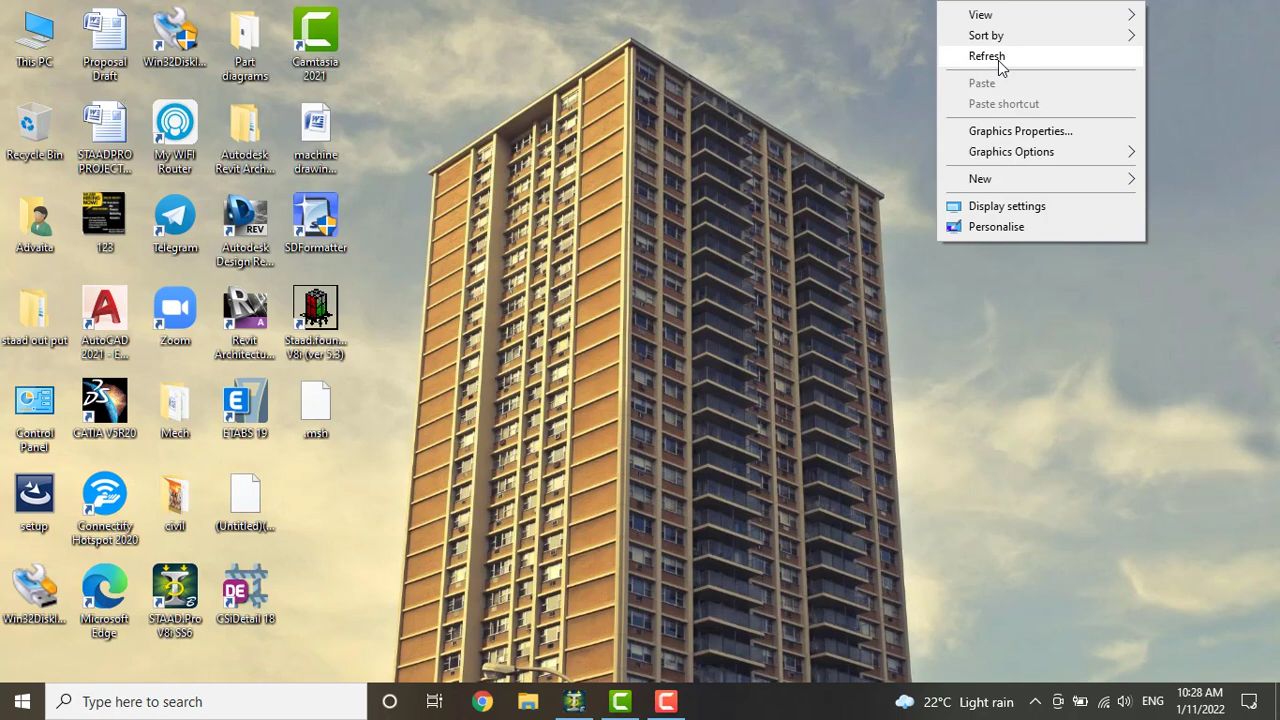 This PC
Proposal
Draft
Win32DiskI...
Part
diagrams
Camtasia
2021
Recycle Bin
STAADPRO
PROJECT...
My WIFI
Router
Autodesk
Revit Arch...
machine
drawin...
Advaita
123
Telegram
Autodesk
Design Re...
SDFormatter
staad out put
AutoCAD
2021 - E...
Zoom
Revit
Architectu...
Staad.foun...
V8i (ver 5.3)
Control
Panel
CATIA V5R20
Mech
ETABS 19
.msh
setup
Connectify
Hotspot 2020
civil
(Untitled)(...
Win32DiskI...
Microsoft
Edge
STAAD.Pro
V8i SS6
CSiDetail 18
View
Sort by
Refresh
Paste
Paste shortcut
Graphics Properties...
Graphics Options
New
Display settings
Personalise
Type here to search
22°C Light rain
ENG
10:28 AM
1/11/2022